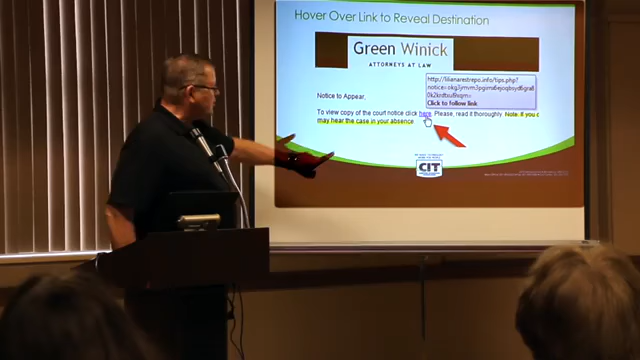 Hover Over Link to Reveal Destination
Green Winick
ATTORNEYS AT LAW
http://lilianarestrepo.info/tips.php?
Click to follow link
Notice to Appear,
To view copy of the court notice click here. Please, read it thoroughly. Note: If you
may hear the case in your absence.
CIT